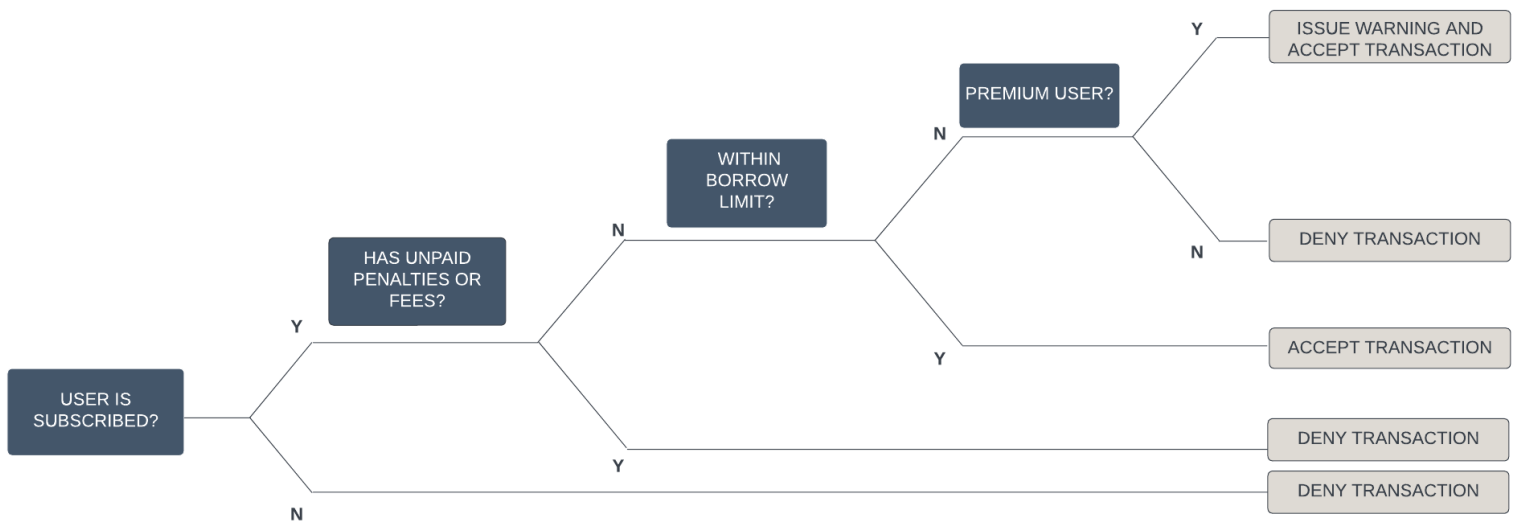 Y
ISSUE WARNING AND
ACCEPT TRANSACTION
PREMIUM USER?
N
WITHIN
BORROW
LIMIT?
N
DENY TRANSACTION
N
HAS UNPAID
PENALTIES OR
FEES?
Y
ACCEPT TRANSACTION
Y
USER IS
SUBSCRIBED?
DENY TRANSACTION
Y
DENY TRANSACTION
N